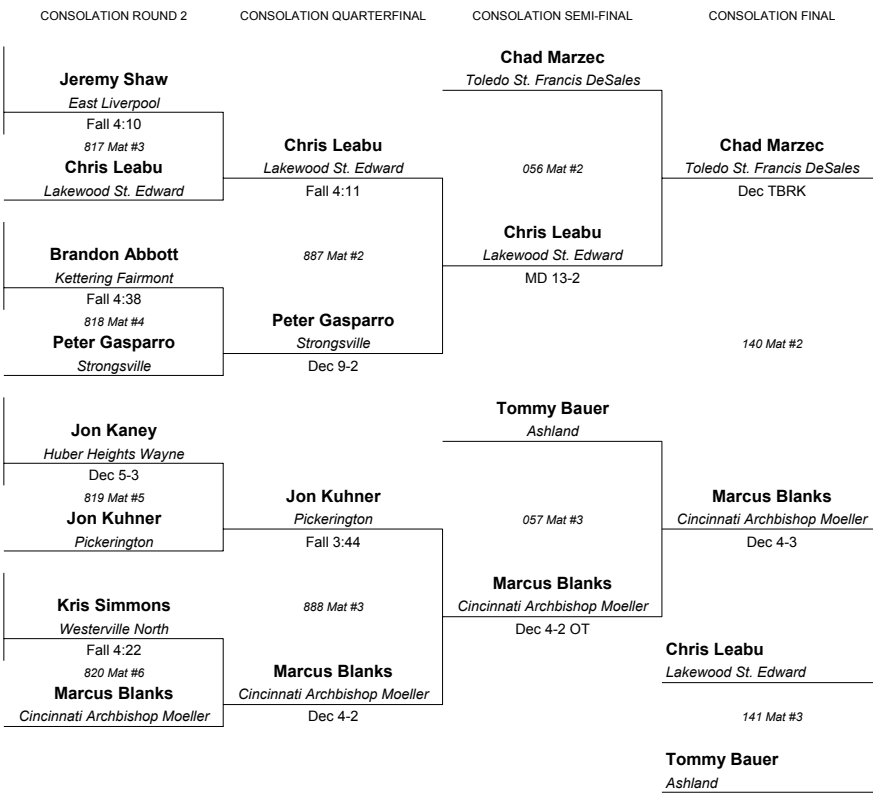 CONSOLATION ROUND 2
CONSOLATION QUARTERFINAL
CONSOLATION SEMI-FINAL
CONSOLATION FINAL
Jeremy Shaw
East Liverpool
Fall 4:10
817 Mat #3
Chris Leabu
Lakewood St. Edward
Brandon Abbott
Kettering Fairmont
Fall 4:38
818 Mat #4
Peter Gasparro
Strongsville
Jon Kaney
Huber Heights Wayne
Dec 5-3
819 Mat #5
Jon Kuhner
Pickerington
Kris Simmons
Westerville North
Fall 4:22
820 Mat #6
Marcus Blanks
Cincinnati Archbishop Moeller
Chris Leabu
Lakewood St. Edward
Fall 4:11
887 Mat #2
Peter Gasparro
Strongsville
Dec 9-2
Jon Kuhner
Pickerington
Fall 3:44
888 Mat #3
Marcus Blanks
Cincinnati Archbishop Moeller
Dec 4-2
Chad Marzec
Toledo St. Francis DeSales
056 Mat #2
Chris Leabu
Lakewood St. Edward
MD 13-2
Tommy Bauer
Ashland
057 Mat #3
Marcus Blanks
Cincinnati Archbishop Moeller
Dec 4-2 OT
Chad Marzec
Toledo St. Francis DeSales
Dec TBRK
140 Mat #2
Marcus Blanks
Cincinnati Archbishop Moeller
Dec 4-3
Chris Leabu
Lakewood St. Edward
141 Mat #3
Tommy Bauer
Ashland